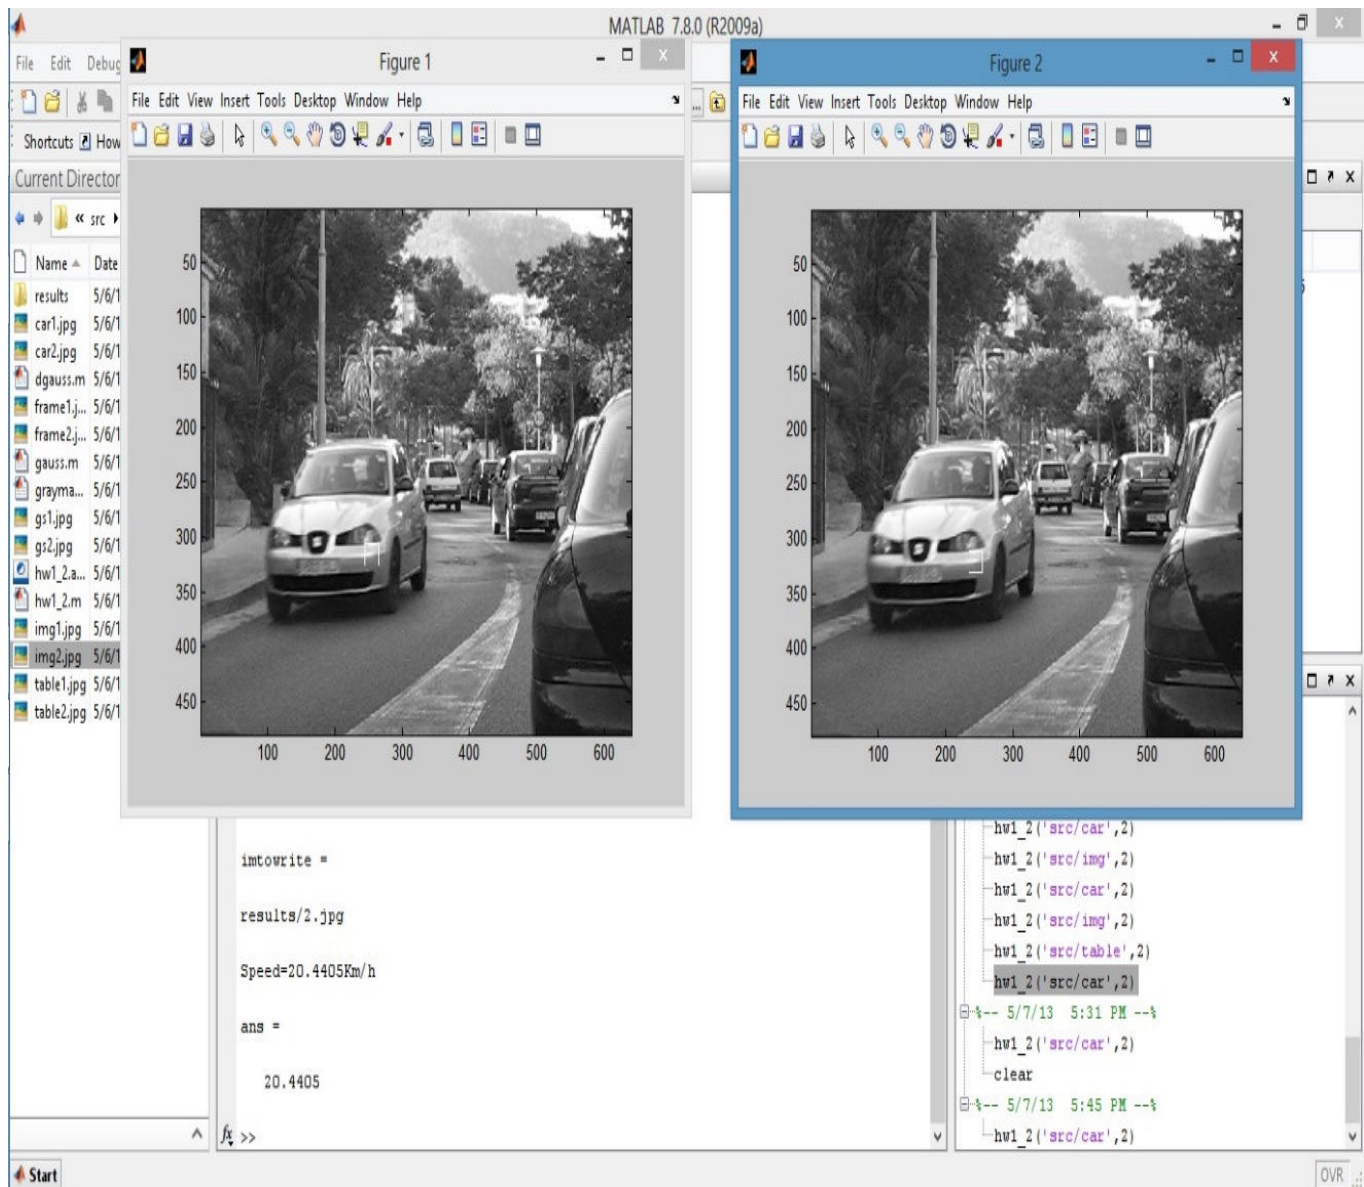 MATLAB 7.8.0 (R2009a)
File Edit Debug
Shortcuts How
Current Director
« src
Name Date
results 5/6/1
car1.jpg 5/6/1
car2.jpg 5/6/1
dgauss.m 5/6/1
frame1.j... 5/6/1
frame2.j... 5/6/1
gauss.m 5/6/1
grayma... 5/6/1
gs1.jpg 5/6/1
gs2.jpg 5/6/1
hw1_2.a... 5/6/1
hw1_2.m 5/6/1
img1.jpg 5/6/1
img2.jpg 5/6/1
table1.jpg 5/6/1
table2.jpg 5/6/1
Figure 1
File Edit View Insert Tools Desktop Window Help
50
100
150
200
250
300
350
400
450
100 200 300 400 500 600
Figure 2
File Edit View Insert Tools Desktop Window Help
50
100
150
200
250
300
350
400
450
100 200 300 400 500 600
imtowrite =
results/2.jpg
Speed=20.4405Km/h
ans =
20.4405
fx >>
hw1_2('src/car',2)
hw1_2('src/img',2)
hw1_2('src/car',2)
hw1_2('src/img',2)
hw1_2('src/table',2)
hw1_2('src/car',2)
%-- 5/7/13 5:31 PM --%
hw1_2('src/car',2)
clear
%-- 5/7/13 5:45 PM --%
hw1_2('src/car',2)
Start
OVR